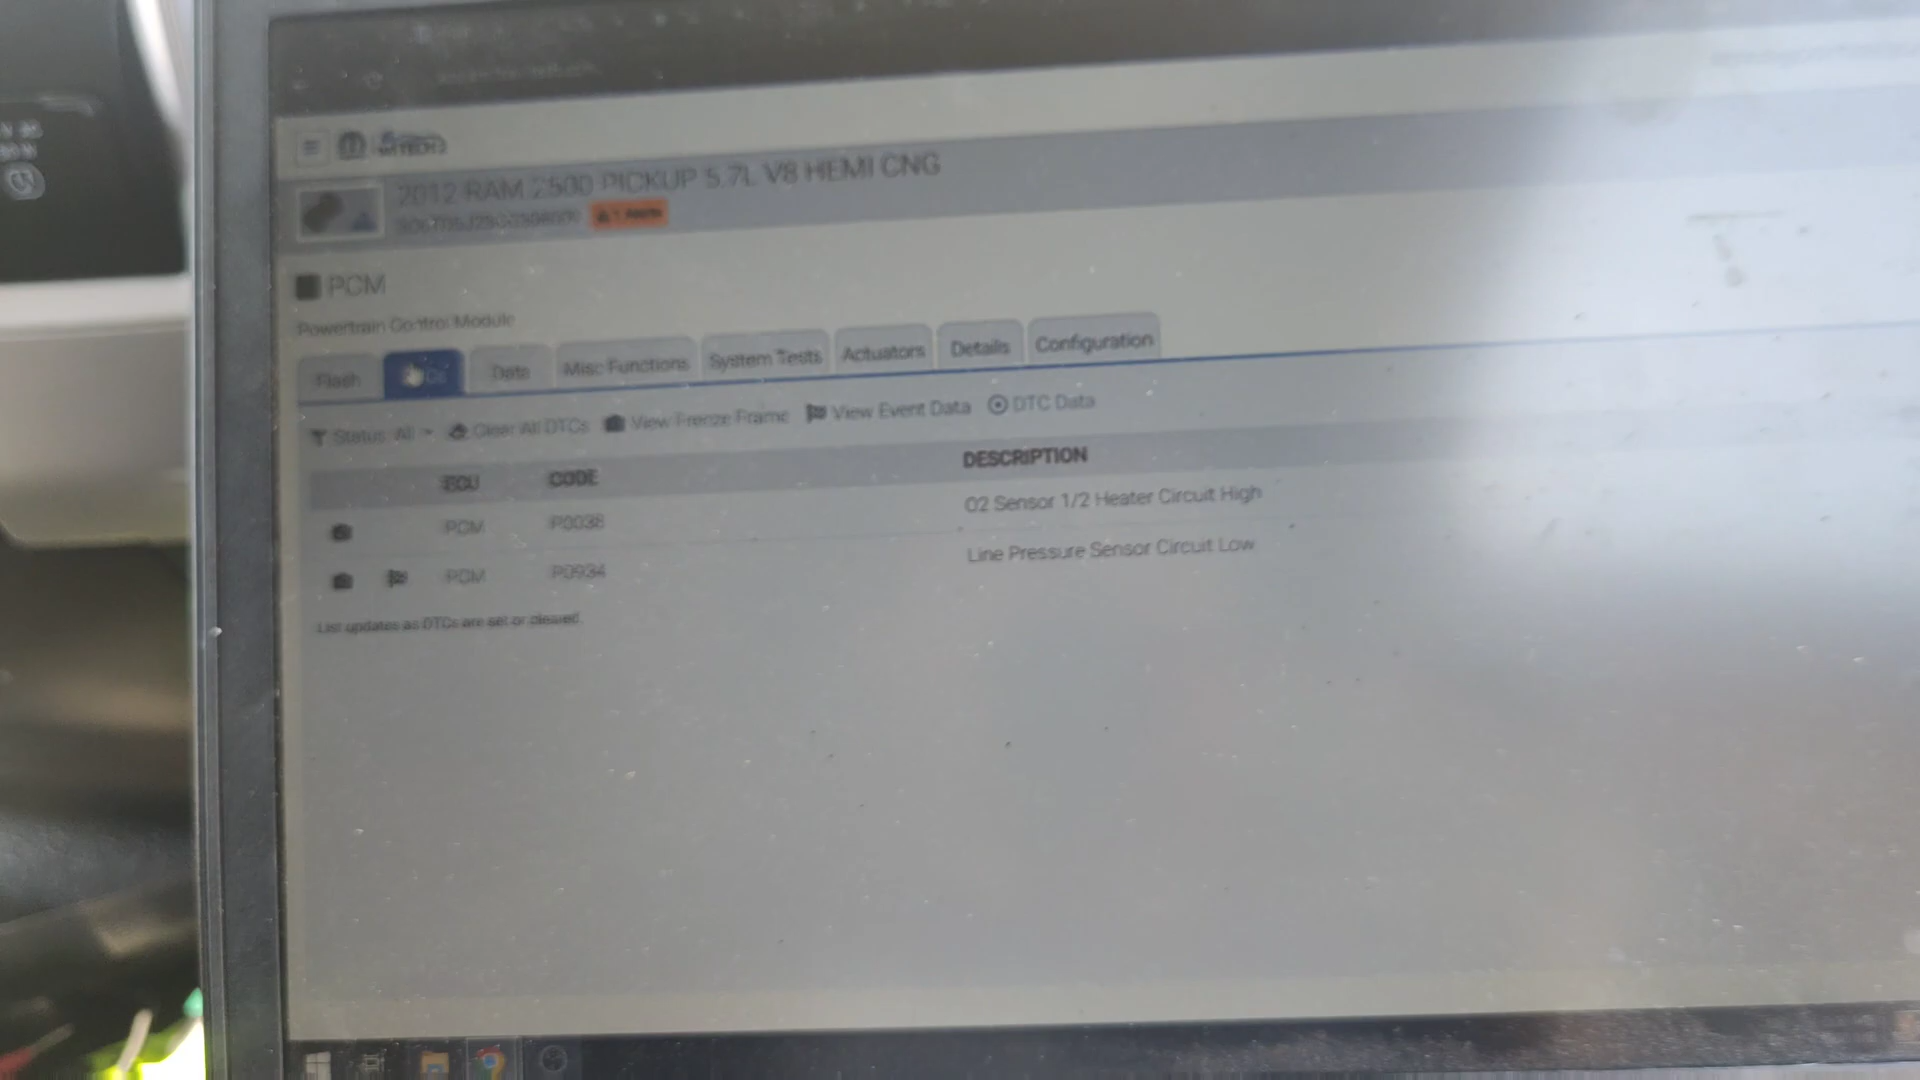 WITECH
2012 RAM 2500 PICKUP 5.7L V8 HEMI CNG
PCM
Powertrain Control Module
Flash Data Misc Functions System Tests Actuators Details Configuration
Status: All Clear All DTCs View Freeze Frame View Event Data DTC Data
ECU CODE DESCRIPTION
PCM P0038 O2 Sensor 1/2 Heater Circuit High
PCM P0934 Line Pressure Sensor Circuit Low
List updates as DTCs are set or cleared.